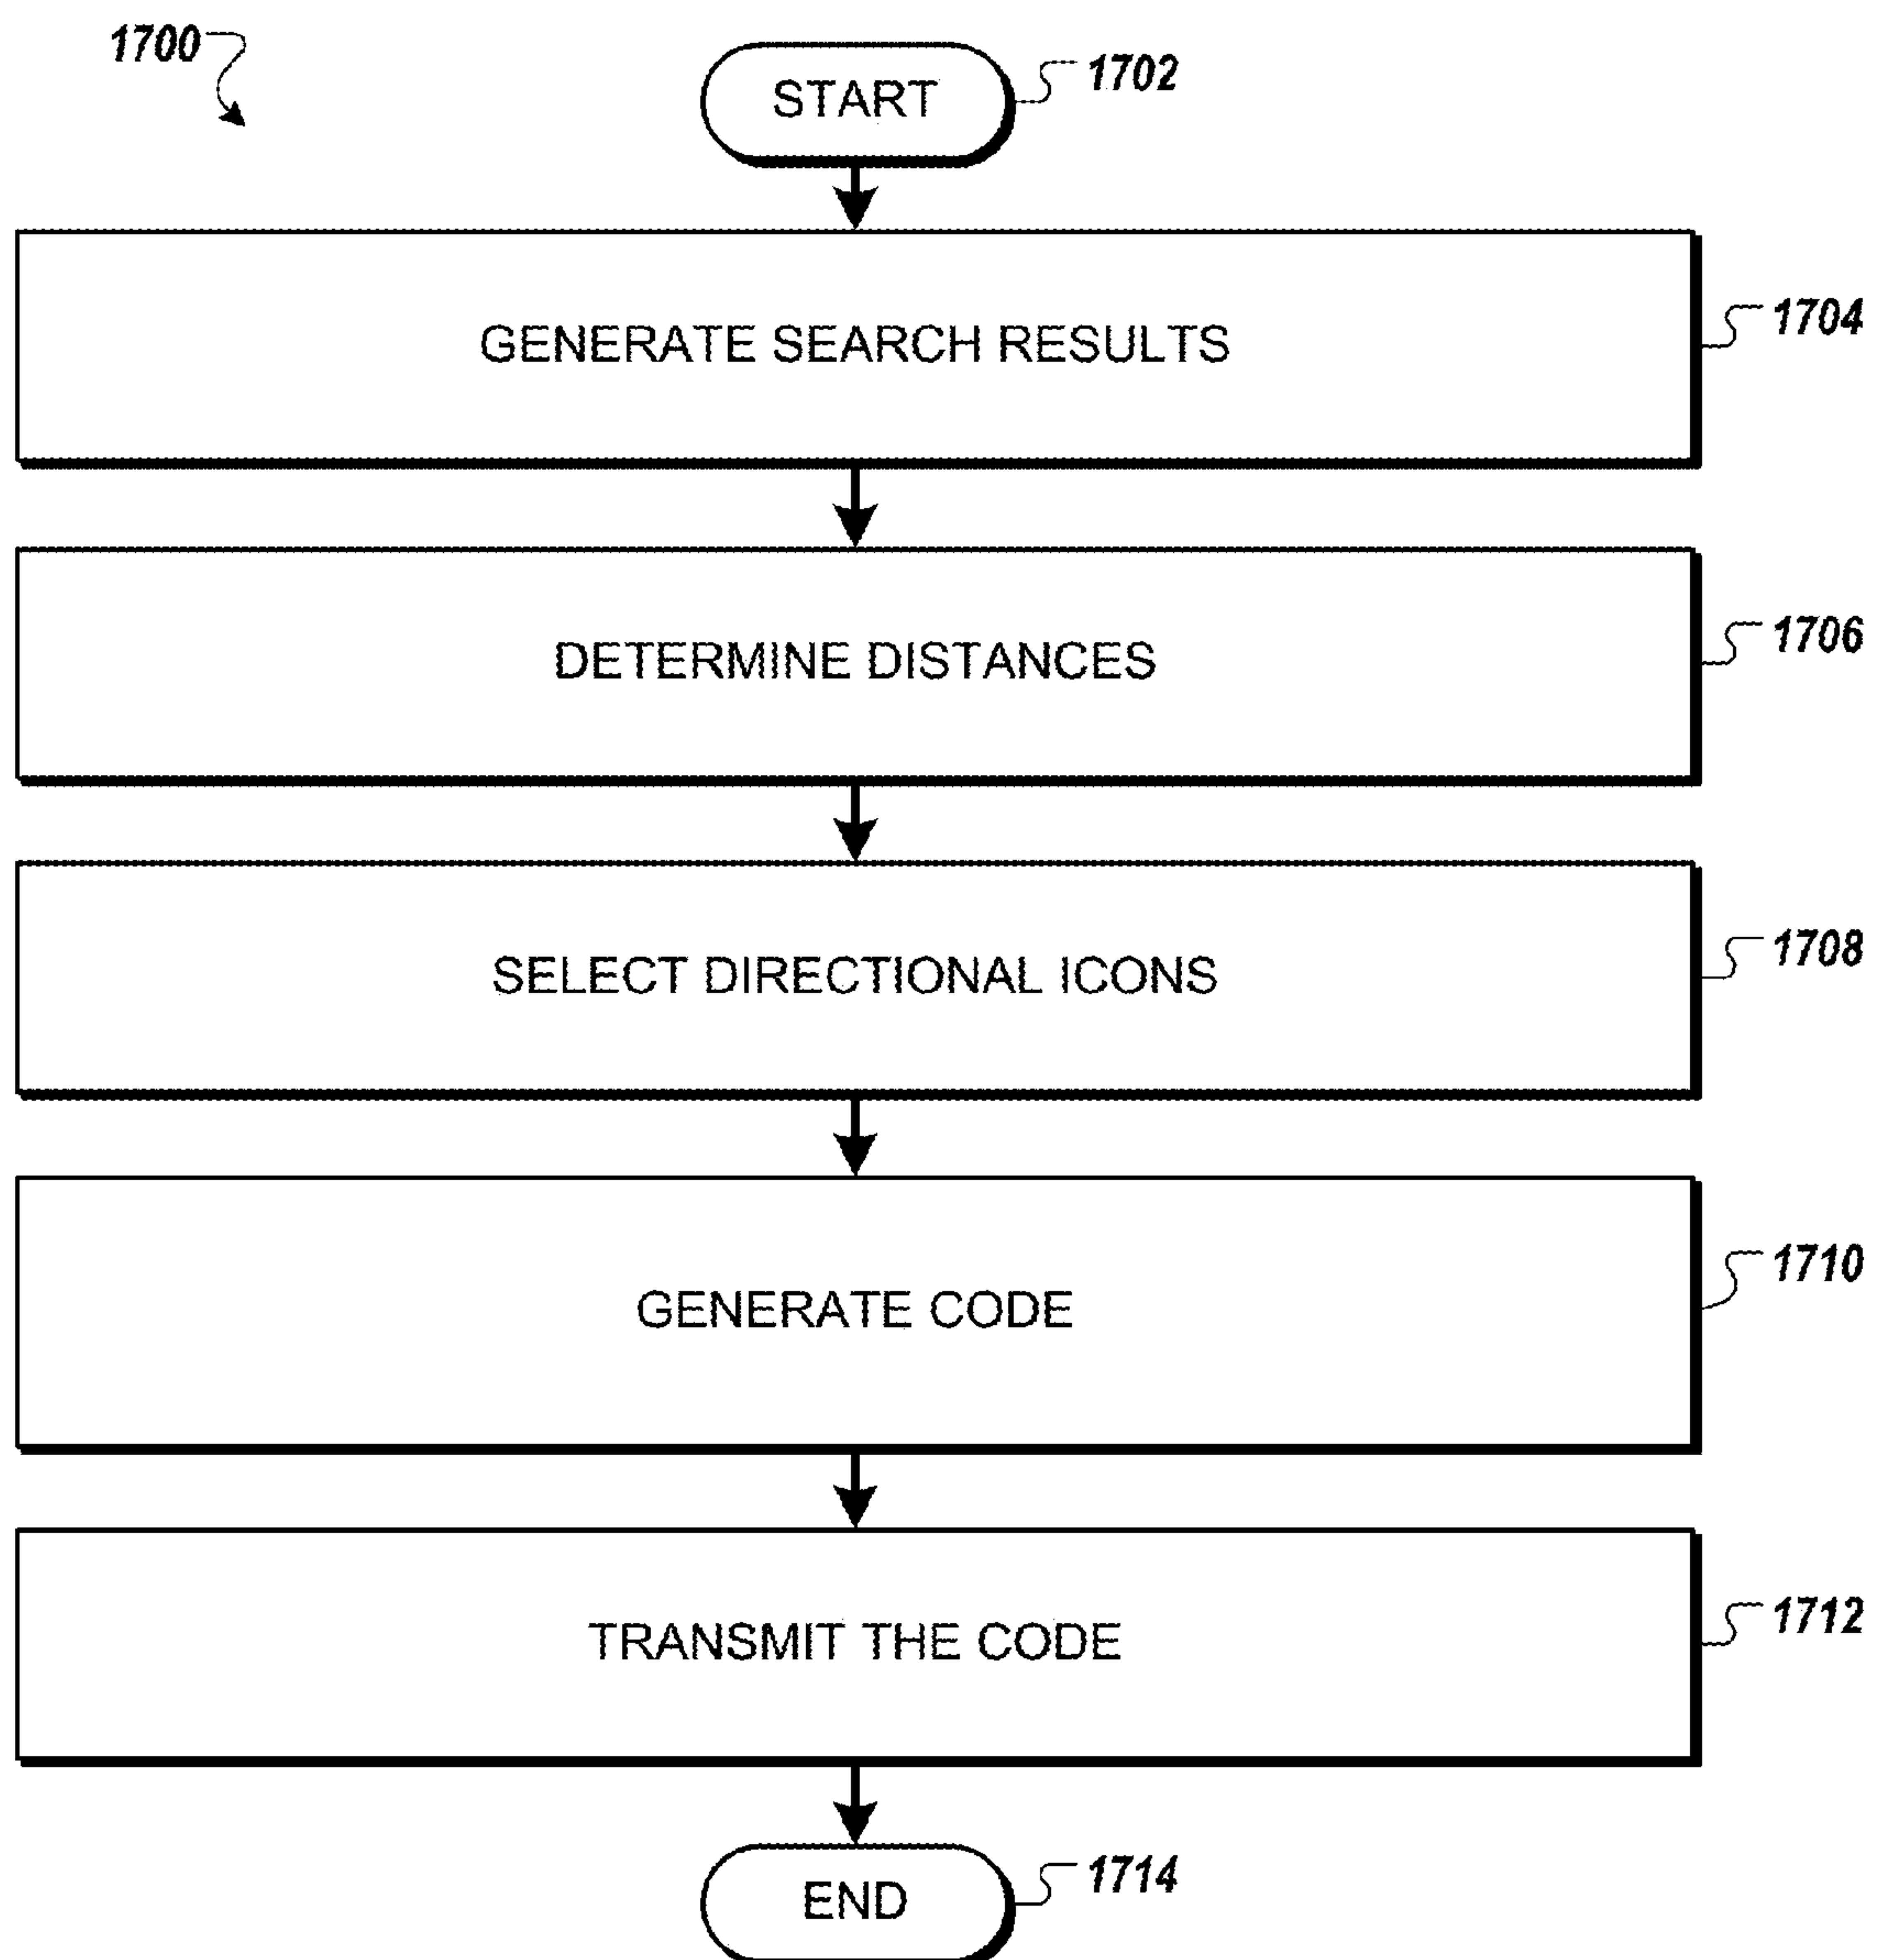 1700
START
1702
GENERATE SEARCH RESULTS
1704
DETERMINE DISTANCES
1706
SELECT DIRECTIONAL ICONS
1708
GENERATE CODE
1710
TRANSMIT THE CODE
1712
END
1714